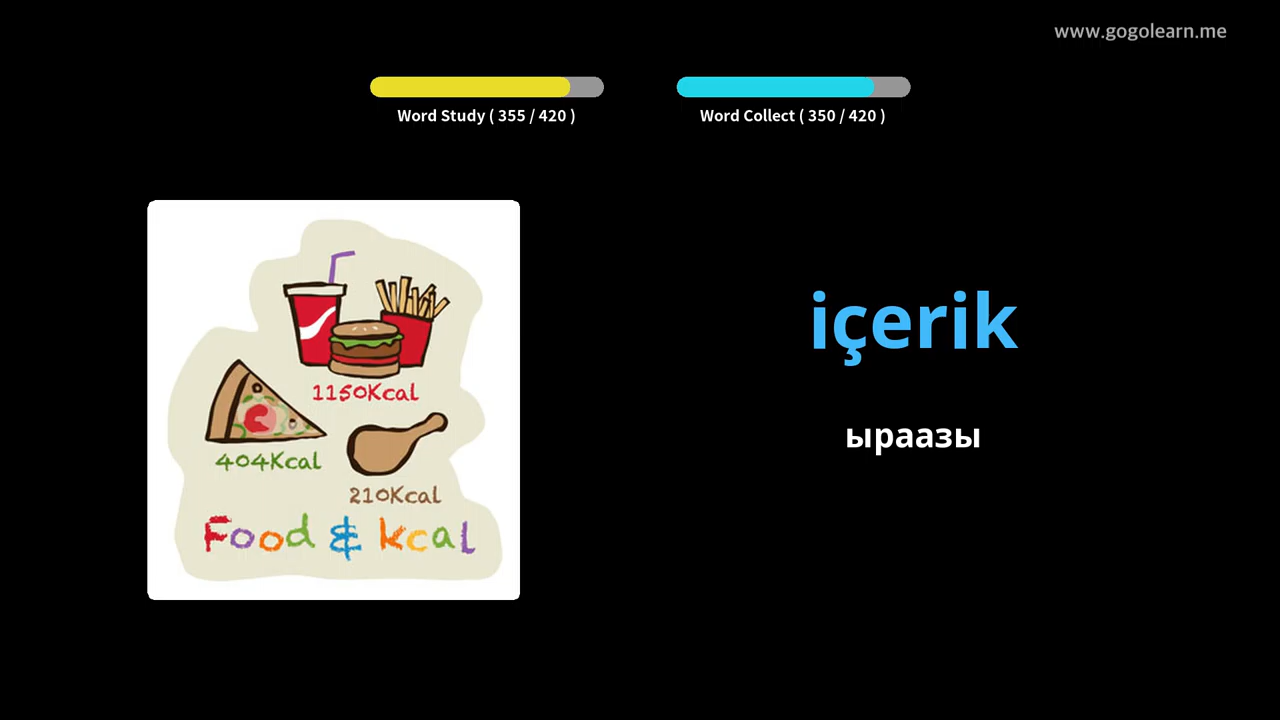 www.gogolearn.me
Word Study ( 355 / 420 )
Word Collect ( 350 / 420 )
1150Kcal
404Kcal
210Kcal
Food & kcal
içerik
ыраазы